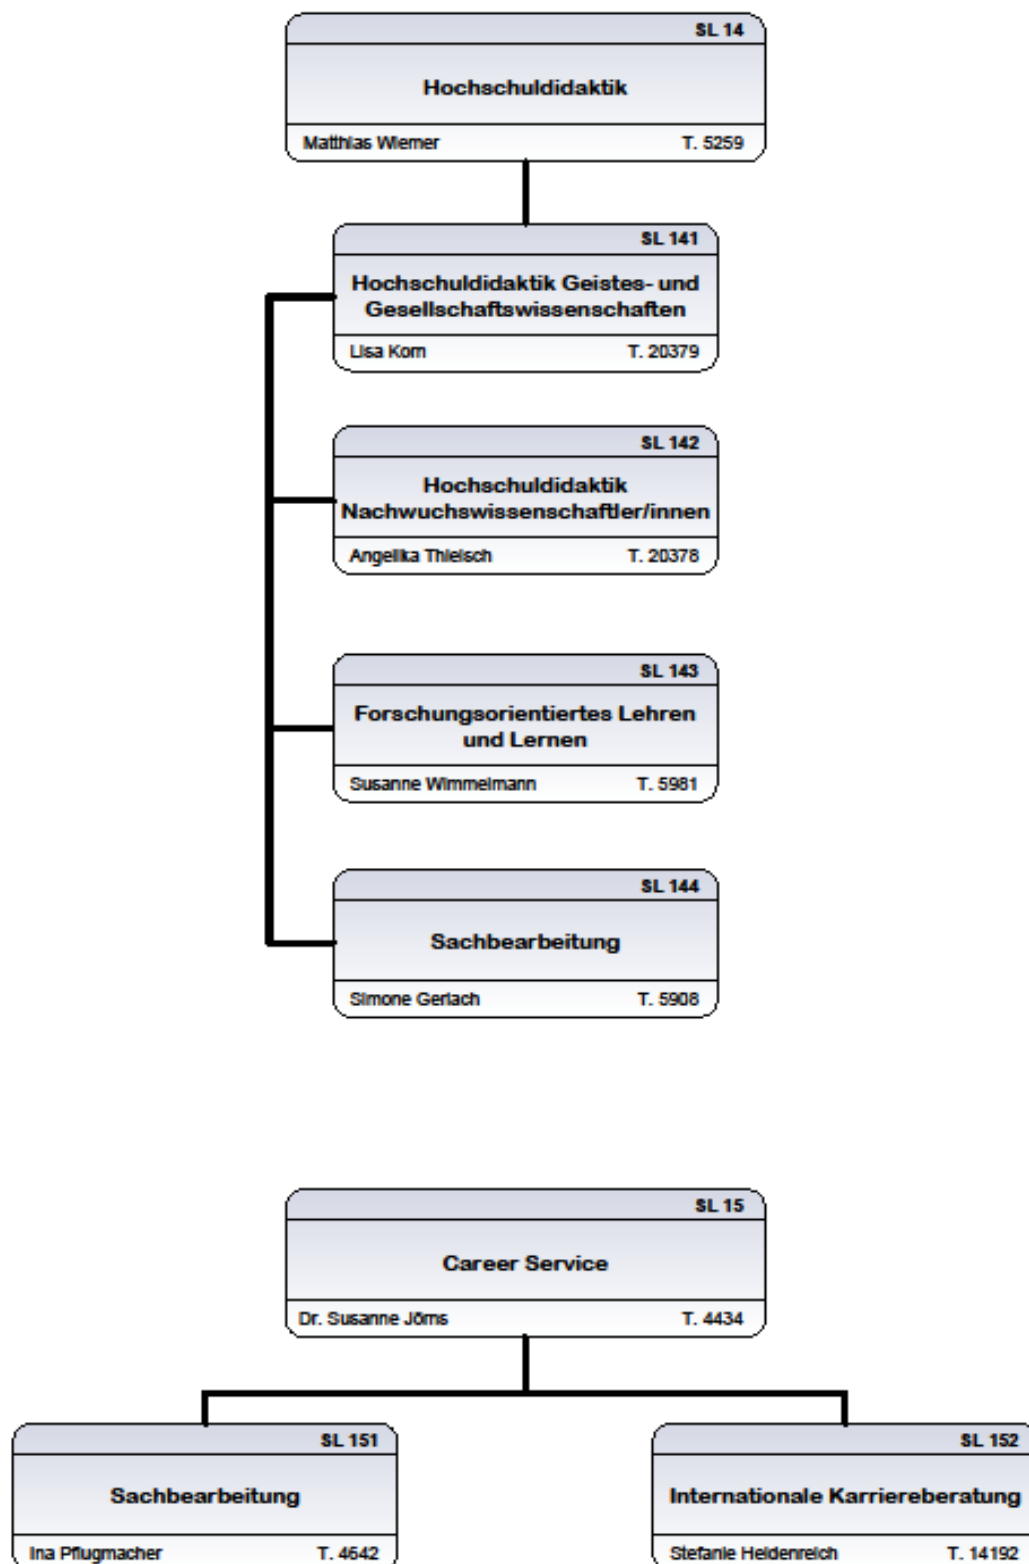 SL 14
Hochschuldidaktik
Matthias Wiemer T. 5259
SL 141
Hochschuldidaktik Geistes- und
Gesellschaftswissenschaften
Lisa Korn T. 20379
SL 142
Hochschuldidaktik
Nachwuchswissenschaftler/innen
Angelika Thielsch T. 20378
SL 143
Forschungsorientiertes Lehren
und Lernen
Susanne Wimmelmann T. 5981
SL 144
Sachbearbeitung
Simone Gerlach T. 5908
SL 15
Career Service
Dr. Susanne Jörns T. 4434
SL 151
Sachbearbeitung
Ina Pflugmacher T. 4642
SL 152
Internationale Karriereberatung
Stefanie Heidenreich T. 14192